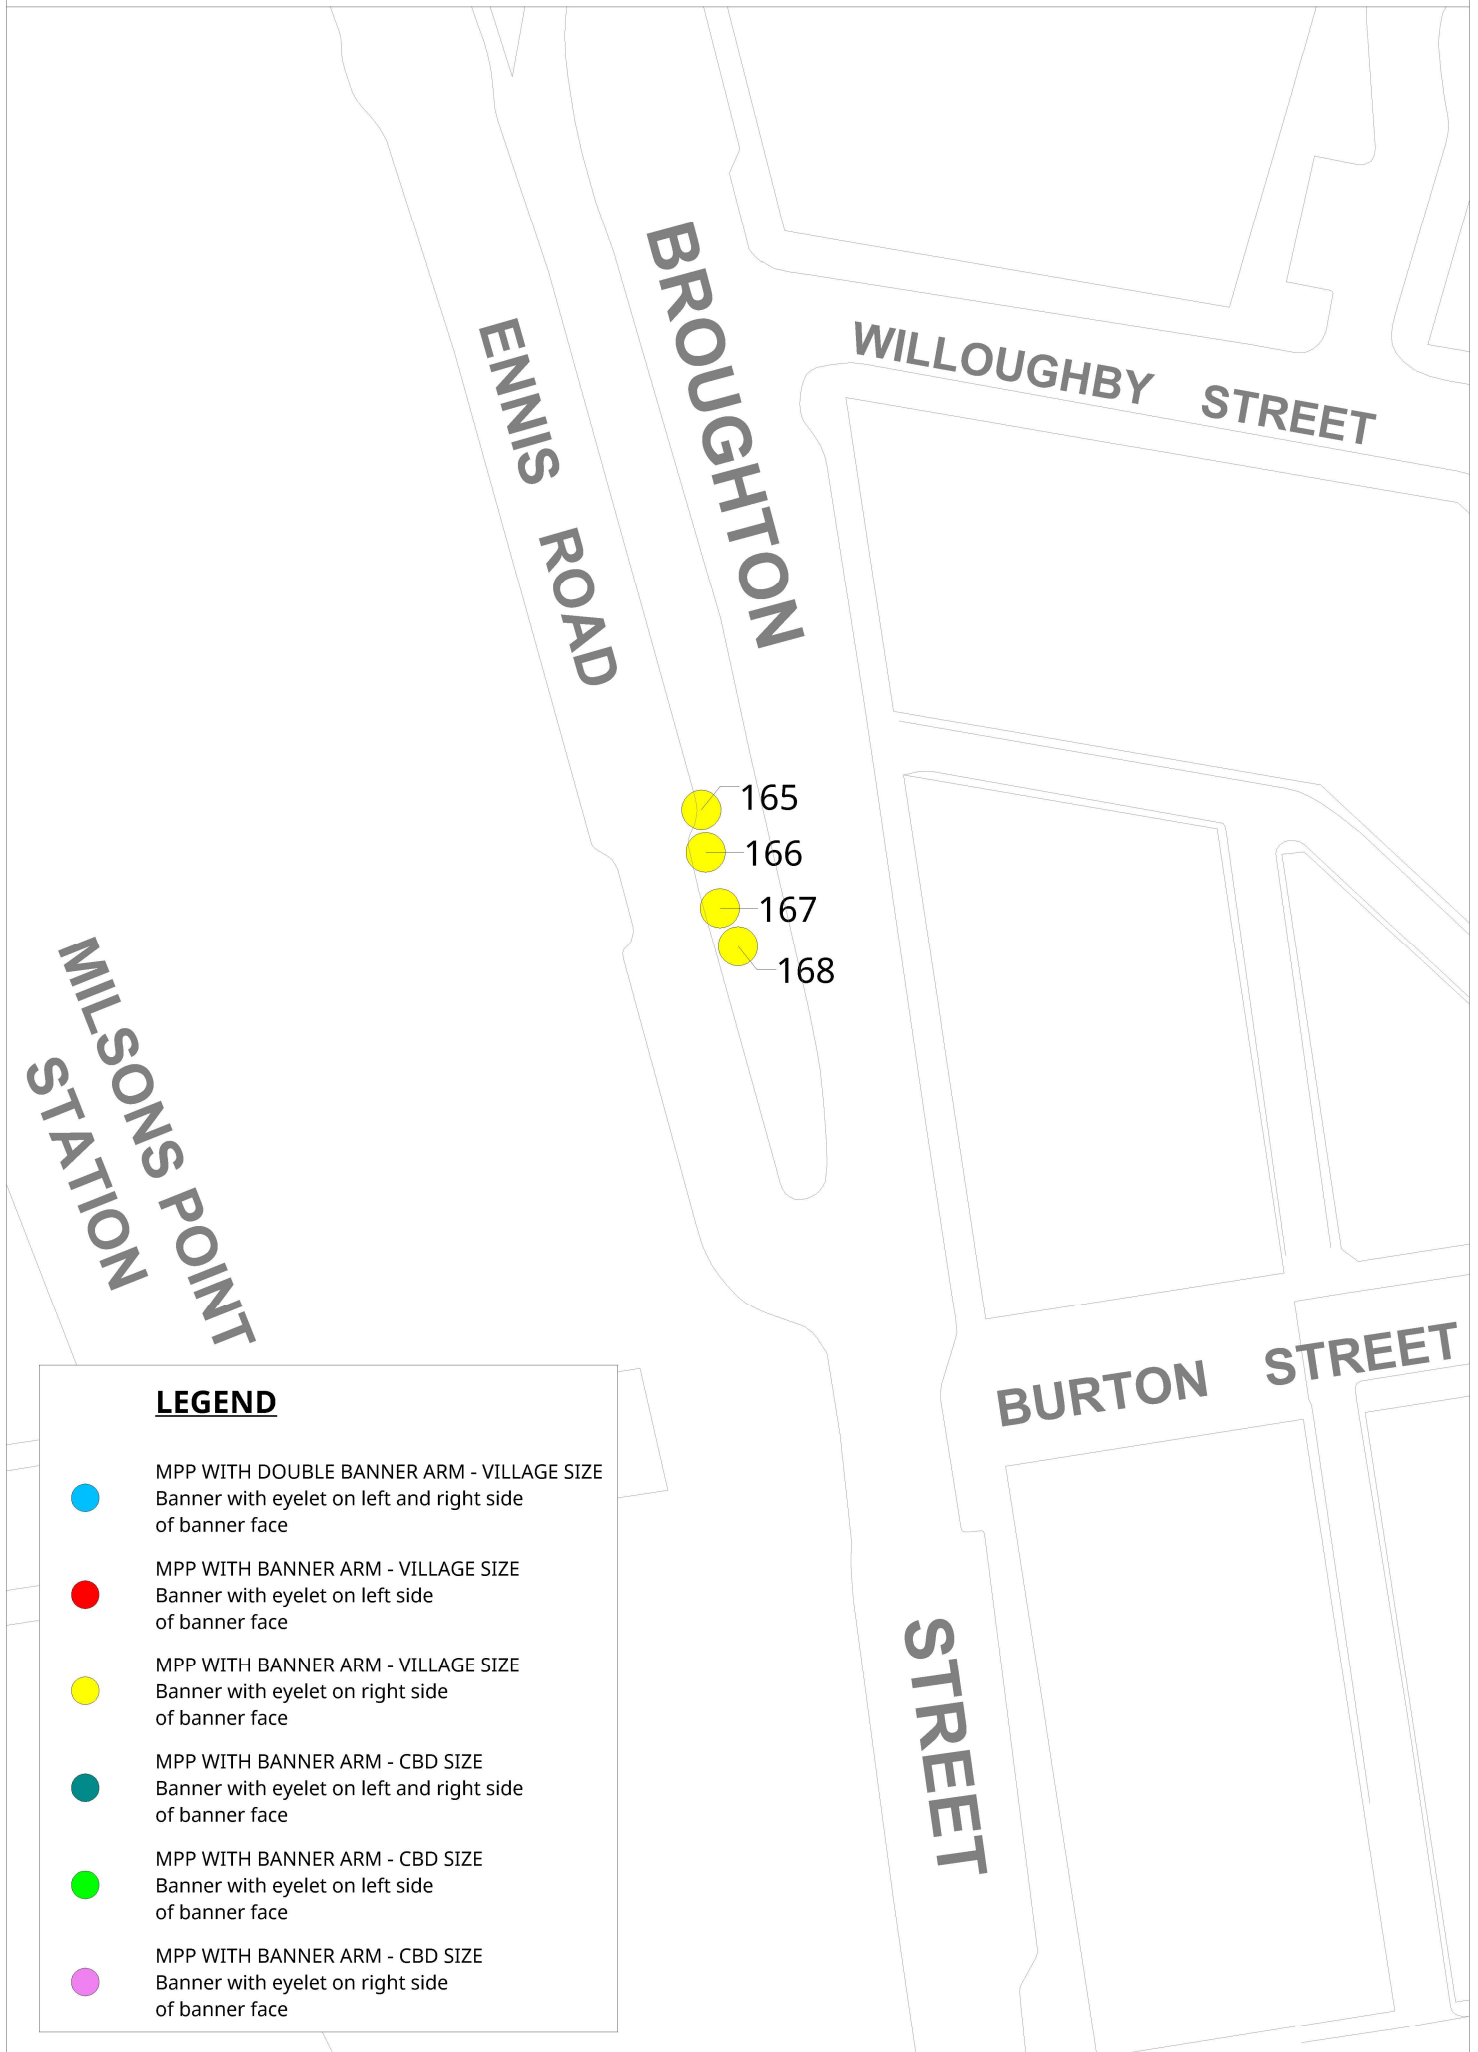 BROUGHTON
ENNIS ROAD
WILLOUGHBY STREET
165
166
167
168
MILSONS POINT
STATION
BURTON STREET
STREET
LEGEND
MPP WITH DOUBLE BANNER ARM - VILLAGE SIZE
Banner with eyelet on left and right side
of banner face
MPP WITH BANNER ARM - VILLAGE SIZE
Banner with eyelet on left side
of banner face
MPP WITH BANNER ARM - VILLAGE SIZE
Banner with eyelet on right side
of banner face
MPP WITH BANNER ARM - CBD SIZE
Banner with eyelet on left and right side
of banner face
MPP WITH BANNER ARM - CBD SIZE
Banner with eyelet on left side
of banner face
MPP WITH BANNER ARM - CBD SIZE
Banner with eyelet on right side
of banner face